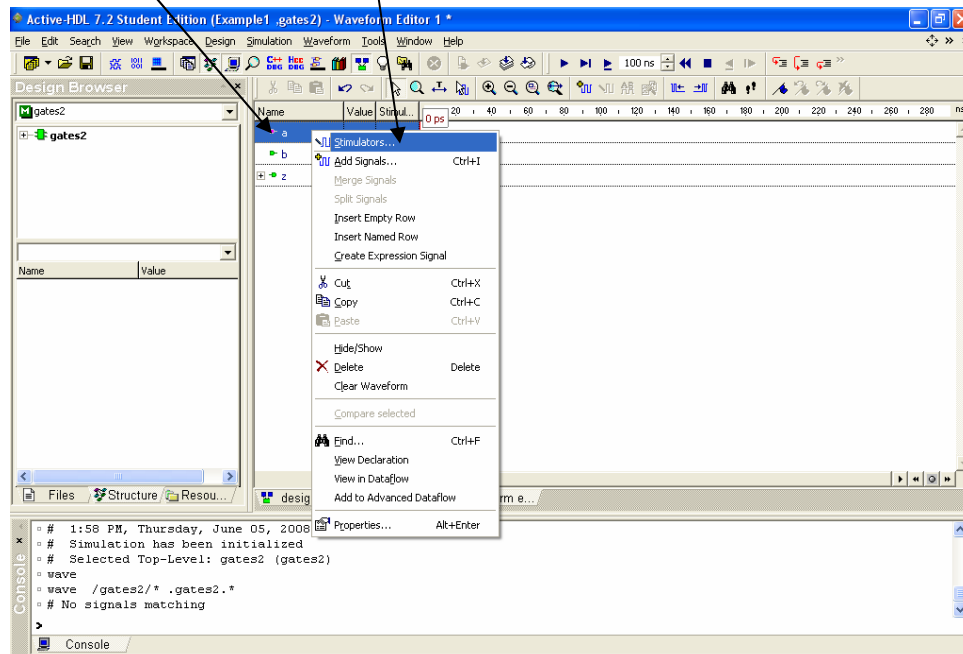 Active-HDL 7.2 Student Edition (Example1 ,gates2) - Waveform Editor 1 *
File Edit Search View Workspace Design Simulation Waveform Tools Window Help
100 ns
Design Browser
gates2
gates2
Name Value
Files Structure Resou...
Name Value Stimul...
0 ps
20 40 60 80 100 120 140 160 180 200 220 240 260 280 ns
a
b
z
Stimulators...
Add Signals... Ctrl+I
Merge Signals
Split Signals
Insert Empty Row
Insert Named Row
Create Expression Signal
Cut Ctrl+X
Copy Ctrl+C
Paste Ctrl+V
Hide/Show
Delete Delete
Clear Waveform
Compare selected
Find... Ctrl+F
View Declaration
View in Dataflow
Add to Advanced Dataflow
Properties... Alt+Enter
desig
rm e...
# 1:58 PM, Thursday, June 05, 2008
# Simulation has been initialized
# Selected Top-Level: gates2 (gates2)
wave
wave /gates2/* .gates2.*
# No signals matching
>
Console
Console